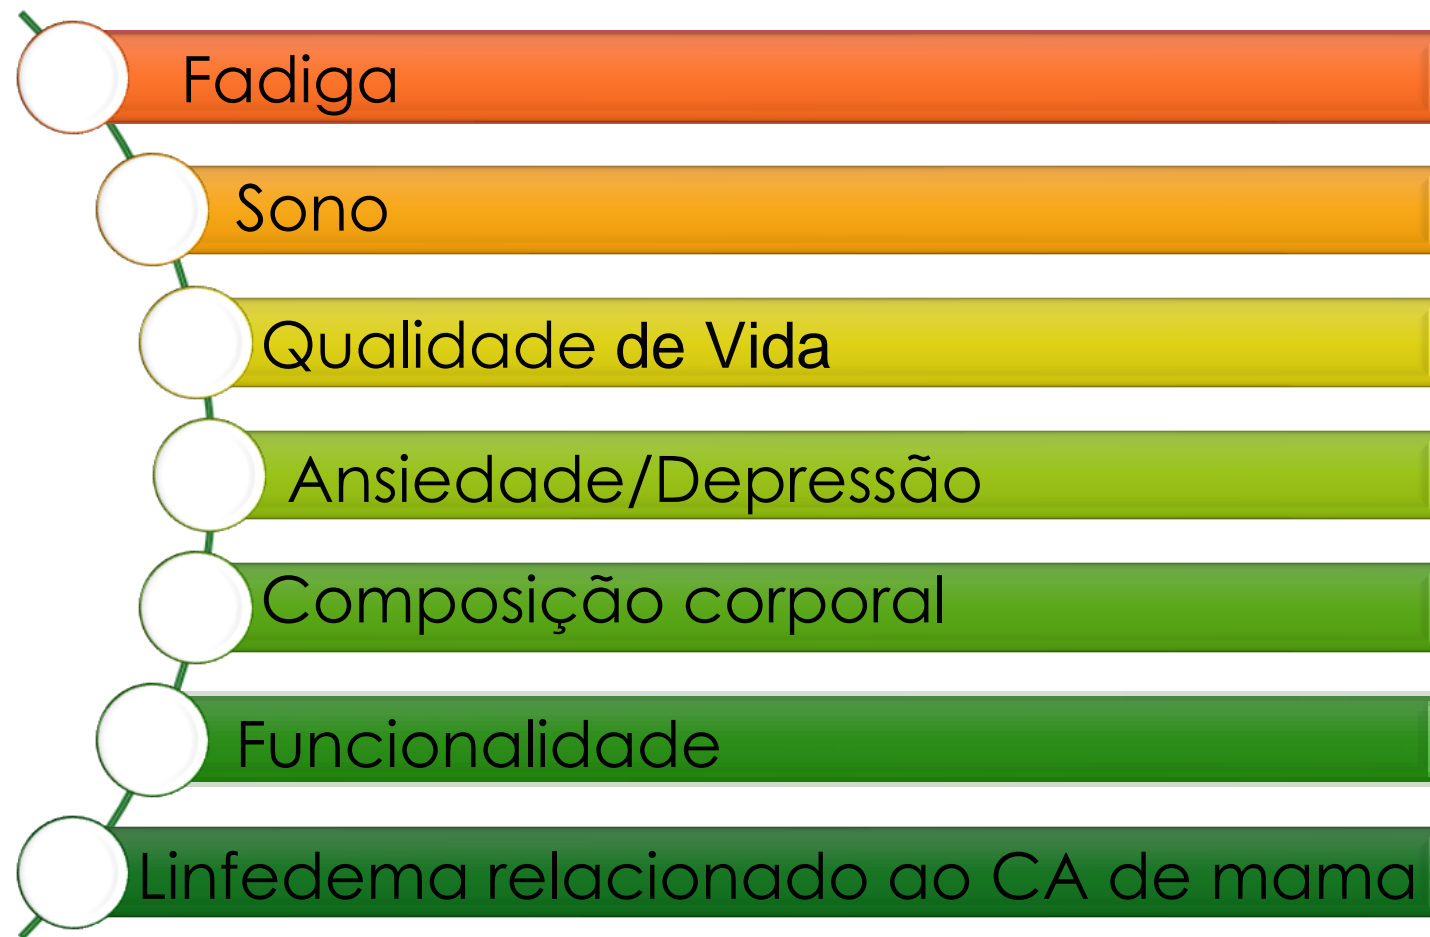 Fadiga
Sono
Qualidade de Vida
Ansiedade/Depressão
Composição corporal
Funcionalidade
Linfedema relacionado ao CA de mama